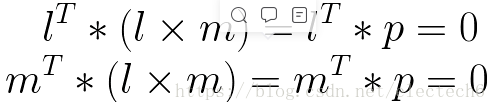 l^T * (l × m) = l^T * p = 0
m^T * (l × m) = m^T * p = 0